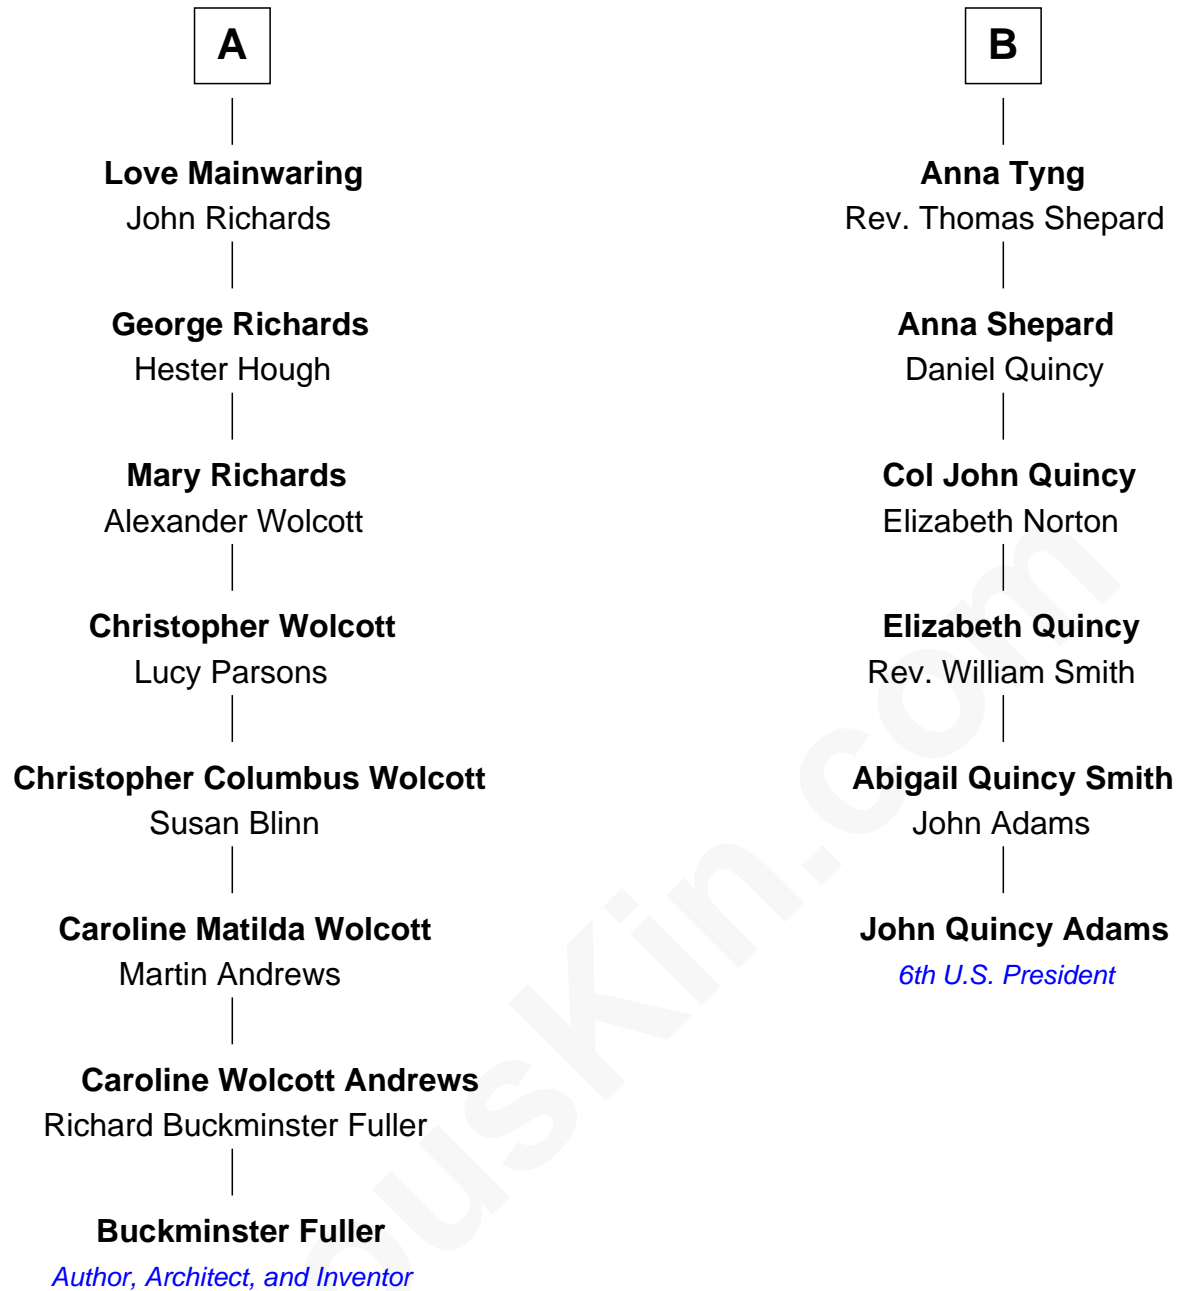 A
Love Mainwaring
John Richards
George Richards
Hester Hough
Mary Richards
Alexander Wolcott
Christopher Wolcott
Lucy Parsons
Christopher Columbus Wolcott
Susan Blinn
Caroline Matilda Wolcott
Martin Andrews
Caroline Wolcott Andrews
Richard Buckminster Fuller
Buckminster Fuller
Author, Architect, and Inventor
B
Anna Tyng
Rev. Thomas Shepard
Anna Shepard
Daniel Quincy
Col John Quincy
Elizabeth Norton
Elizabeth Quincy
Rev. William Smith
Abigail Quincy Smith
John Adams
John Quincy Adams
6th U.S. President
ousKin.com